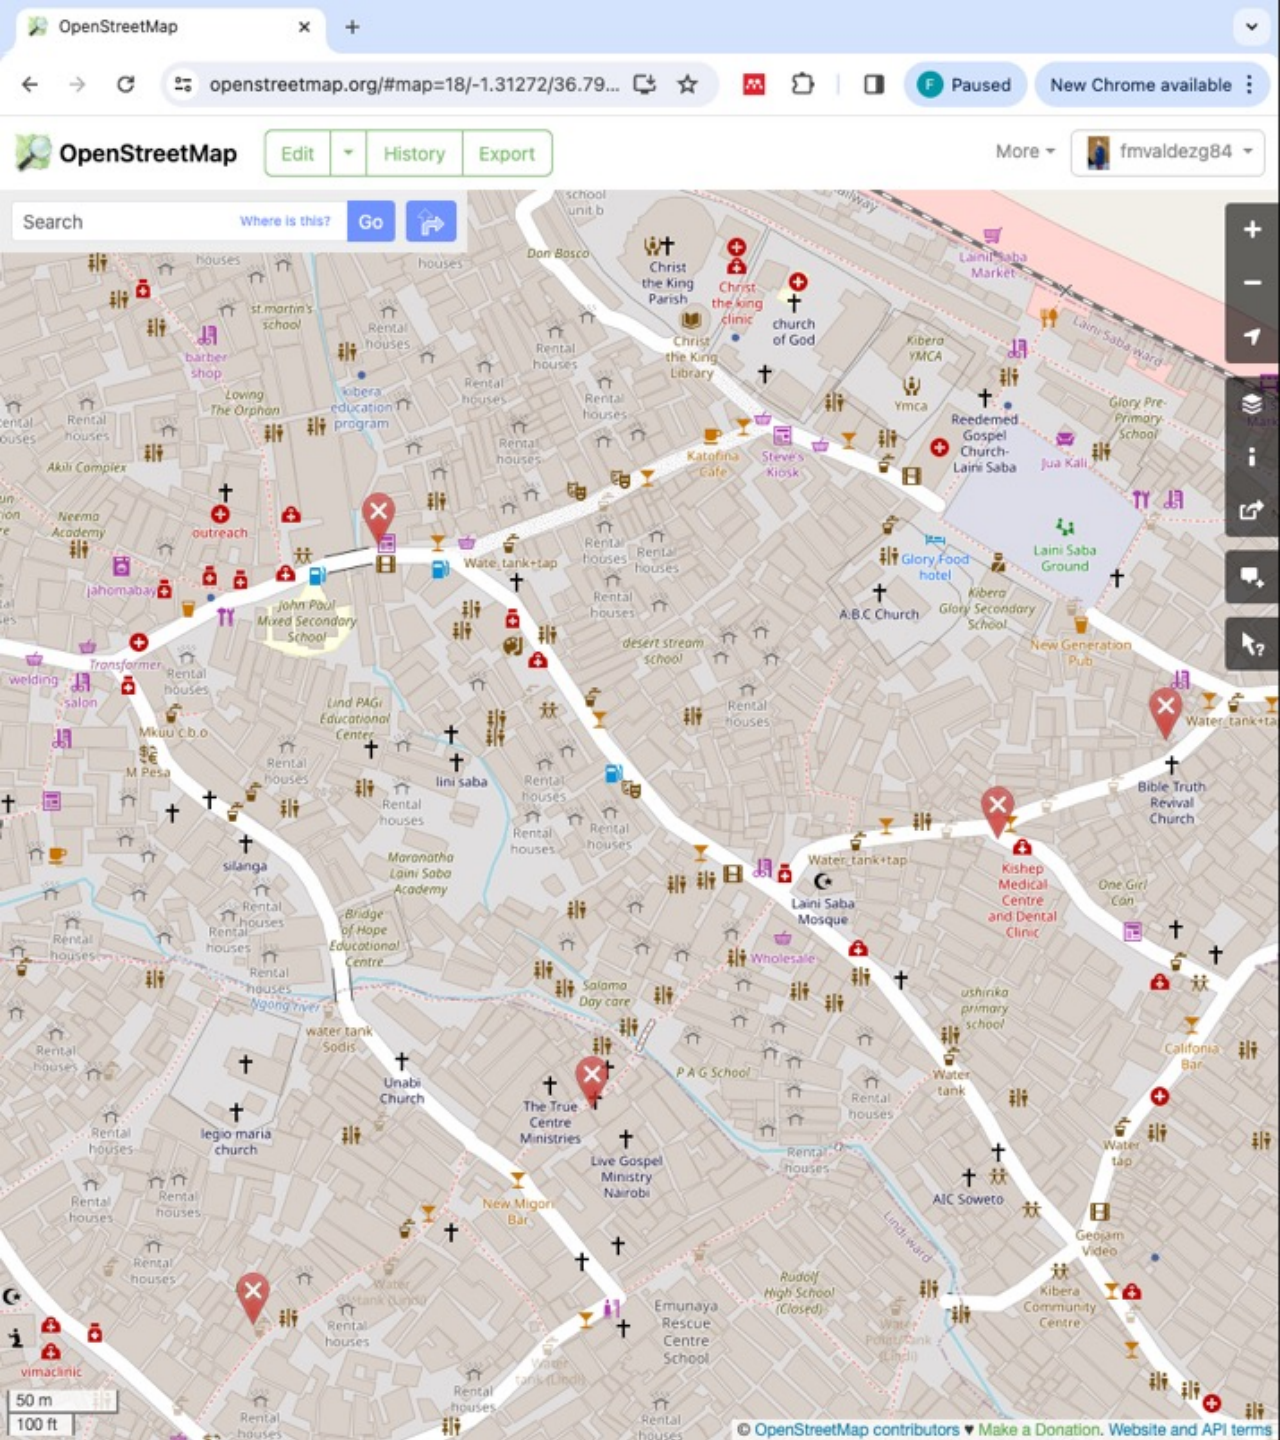 OpenStreetMap
openstreetmap.org/#map=18/-1.31272/36.79...
F
Paused
New Chrome available
OpenStreetMap
Edit
History
Export
More
fmvaldezg84
Search
Where is this?
Go
school
unit b
railway
houses
houses
Don Bosco
Christ
the King
Parish
Christ
the king
clinic
church
of God
Laini Saba
Market
Laini Saba ward
st.martin's
school
Rental
houses
Rental
houses
barber
shop
Christ
the King
Library
Kibera
YMCA
Ymca
Rental
houses
Rental
houses
Loving
The Orphan
kibera
education
program
Glory Pre-
Primary
School
Reedemed
Gospel
Church-
Laini Saba
Jua Kali
Rental
houses
Rental
houses
Katofina
Cafe
Steve's
Kiosk
Akili Complex
Neema
Academy
outreach
Water_tank+tap
Rental
houses
Glory Food
hotel
Laini Saba
Ground
jahomabay
John Paul
Mixed Secondary
School
Rental
houses
A.B.C Church
Kibera
Glory Secondary
School
New Generation
Pub
desert stream
school
Transformer
welding
salon
Rental
houses
Lind PAGi
Educational
Center
Rental
houses
Water_tank+ta
Mkuu c.b.o
M Pesa
Rental
houses
lini saba
Rental
houses
Bible Truth
Revival
Church
Rental
houses
Rental
houses
silanga
Maranatha
Laini Saba
Academy
Water_tank+tap
Laini Saba
Mosque
Kishep
Medical
Centre
and Dental
Clinic
One Girl
Can
Rental
houses
Rental
houses
Bridge
of Hope
Educational
Centre
Rental
houses
Wholesale
Ngong river
Salama
Day care
ushirika
primary
school
water tank
Sodis
Rental
houses
Califonia
Bar
P A G School
Water
tank
Unabi
Church
Rental
houses
The True
Centre
Ministries
legio maria
church
Live Gospel
Ministry
Nairobi
Rental
houses
Water
tap
Rental
houses
Rental
houses
AIC Soweto
New Migori
Bar
Lindi ward
Geojam
Video
Rental
houses
Water
tank (Lindi)
Rudolf
High School
(Closed)
Kibera
Community
Centre
Emunaya
Rescue
Centre
School
Rental
houses
Water
Point/Tank
(Lindi)
vimaclinic
Water
tank (Lindi)
Rental
houses
Rental
houses
Rental
houses
50 m
100 ft
© OpenStreetMap contributors ♥ Make a Donation. Website and API terms